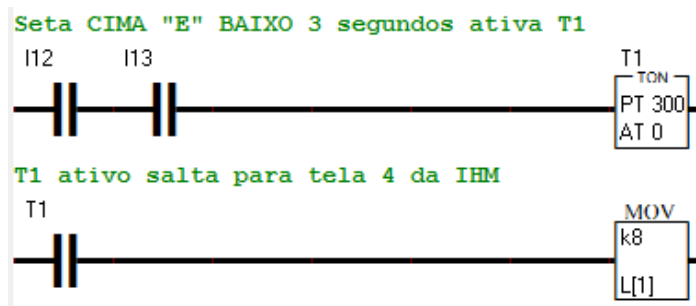 Seta CIMA "E" BAIXO 3 segundos ativa T1
I12 I13 T1
TON
PT 300
AT 0
T1 ativo salta para tela 4 da IHM
T1 MOV
k8
L[1]